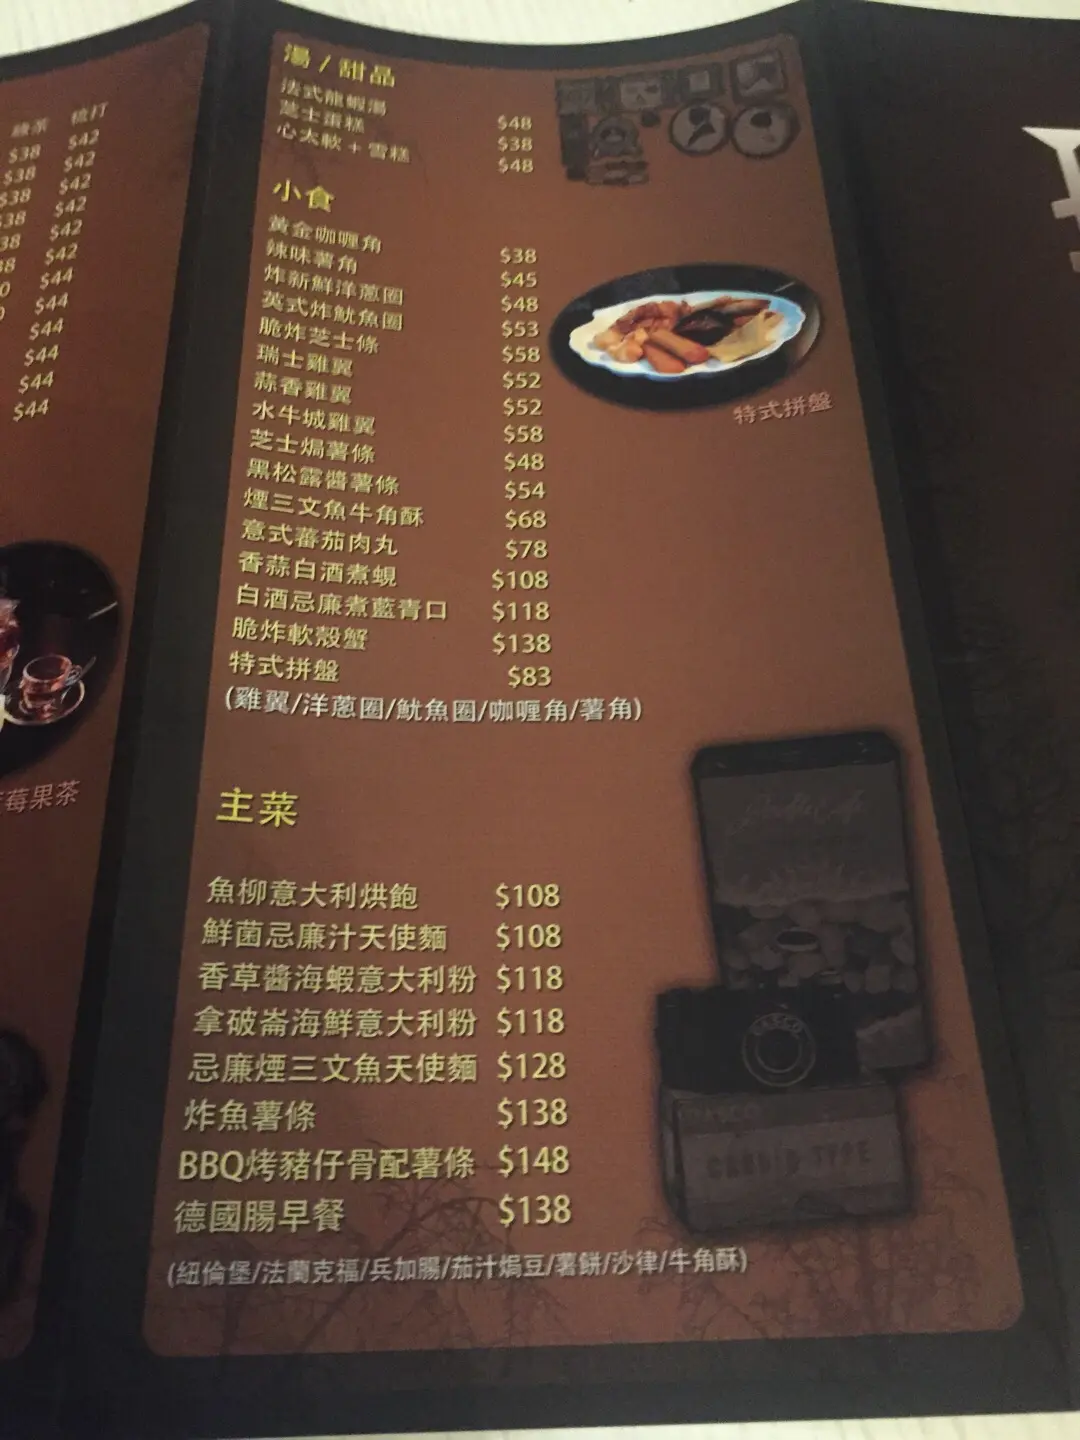 綠茶 梳打
$38 $42
$38 $42
$38 $42
$38 $42
$38 $42
$38 $42
$44
$44
$44
$44
$44
$44
莓果茶
湯 / 甜品
法式龍蝦湯 $48
芝士蛋糕 $38
心太軟 + 雪糕 $48
小食
黃金咖喱角 $38
辣味薯角 $45
炸新鮮洋蔥圈 $48
英式炸魷魚圈 $53
脆炸芝士條 $58
瑞士雞翼 $52
蒜香雞翼 $52
水牛城雞翼 $58
芝士焗薯條 $48
黑松露醬薯條 $54
煙三文魚牛角酥 $68
意式蕃茄肉丸 $78
香蒜白酒煮蜆 $108
白酒忌廉煮藍青口 $118
脆炸軟殼蟹 $138
特式拼盤 $83
(雞翼/洋蔥圈/魷魚圈/咖喱角/薯角)
特式拼盤
主菜
魚柳意大利烘飽 $108
鮮菌忌廉汁天使麵 $108
香草醬海蝦意大利粉 $118
拿破崙海鮮意大利粉 $118
忌廉煙三文魚天使麵 $128
炸魚薯條 $138
BBQ烤豬仔骨配薯條 $148
德國腸早餐 $138
(紐倫堡/法蘭克福/兵加腸/茄汁焗豆/薯餅/沙律/牛角酥)